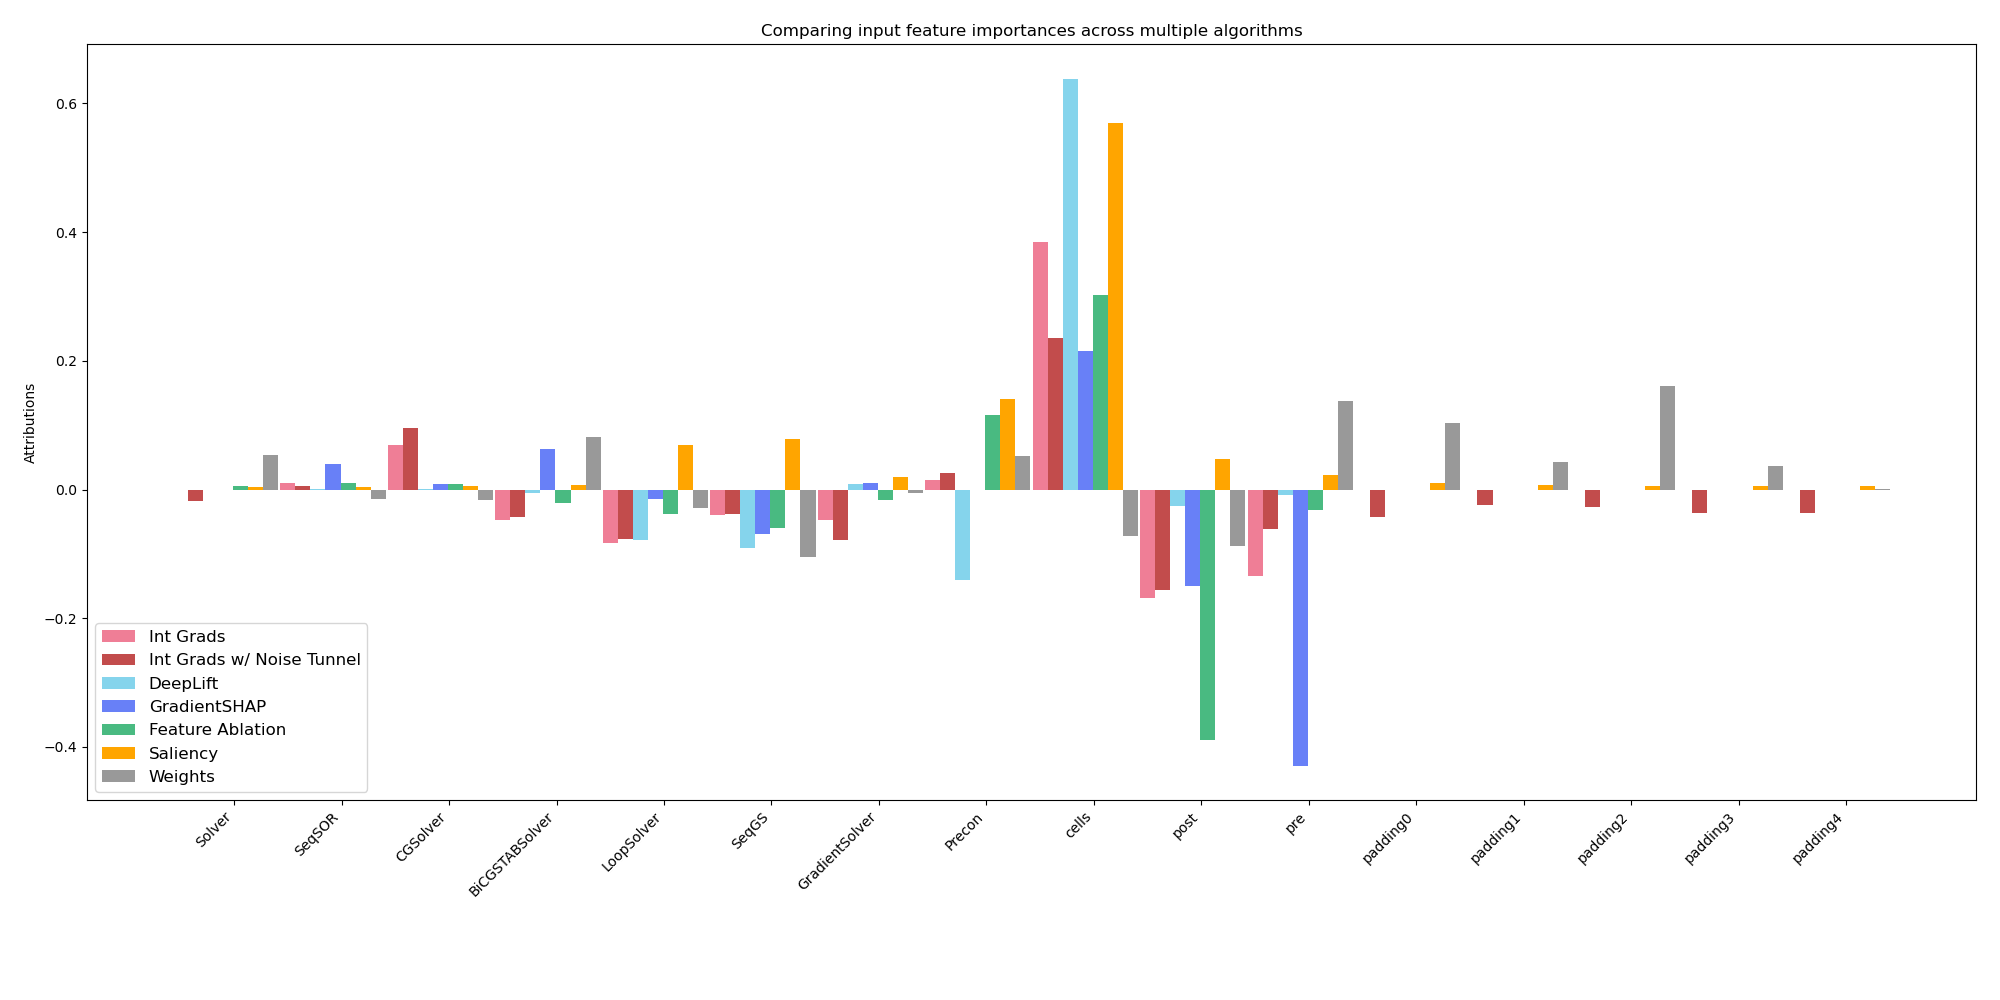 Comparing input feature importances across multiple algorithms
Attributions
0.6
0.4
0.2
0.0
−0.2
−0.4
Int Grads
Int Grads w/ Noise Tunnel
DeepLift
GradientSHAP
Feature Ablation
Saliency
Weights
Solver
SeqSOR
CGSolver
BiCGSTABSolver
LoopSolver
SeqGS
GradientSolver
Precon
cells
post
pre
padding0
padding1
padding2
padding3
padding4